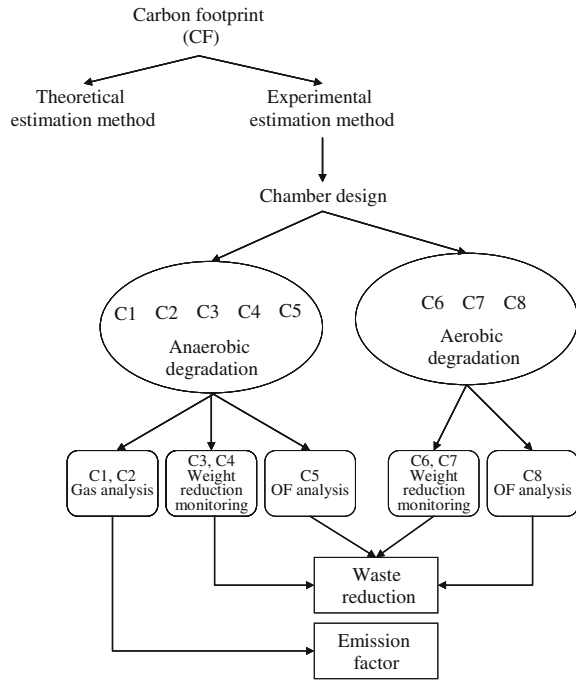 Carbon footprint
(CF)
Theoretical
estimation method
Experimental
estimation method
Chamber design
C1 C2 C3 C4 C5
Anaerobic
degradation
C6 C7 C8
Aerobic
degradation
C1, C2
Gas analysis
C3, C4
Weight
reduction
monitoring
C5
OF analysis
C6, C7
Weight
reduction
monitoring
C8
OF analysis
Waste
reduction
Emission
factor